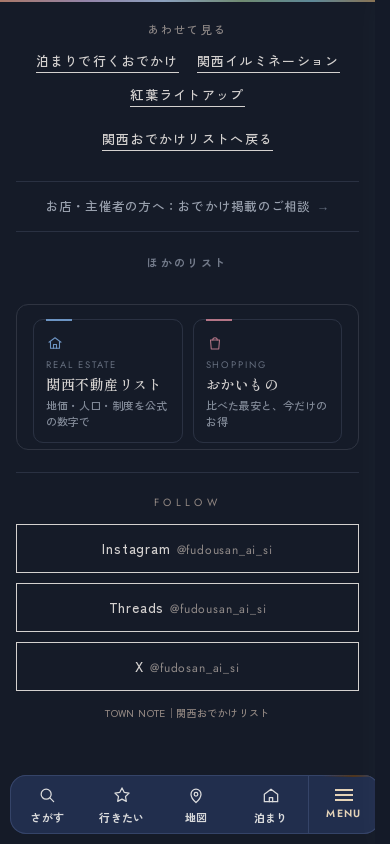 あわせて見る
泊まりで行くおでかけ 関西イルミネーション
紅葉ライトアップ
関西おでかけリストへ戻る
お店・主催者の方へ：おでかけ掲載のご相談 →
ほかのリスト
REAL ESTATE
関西不動産リスト
地価・人口・制度を公式
の数字で
SHOPPING
おかいもの
比べた最安と、今だけの
お得
FOLLOW
Instagram @fudousan_ai_si
Threads @fudousan_ai_si
X @fudosan_ai_si
TOWN NOTE｜関西おでかけリスト
さがす 行きたい 地図 泊まり MENU